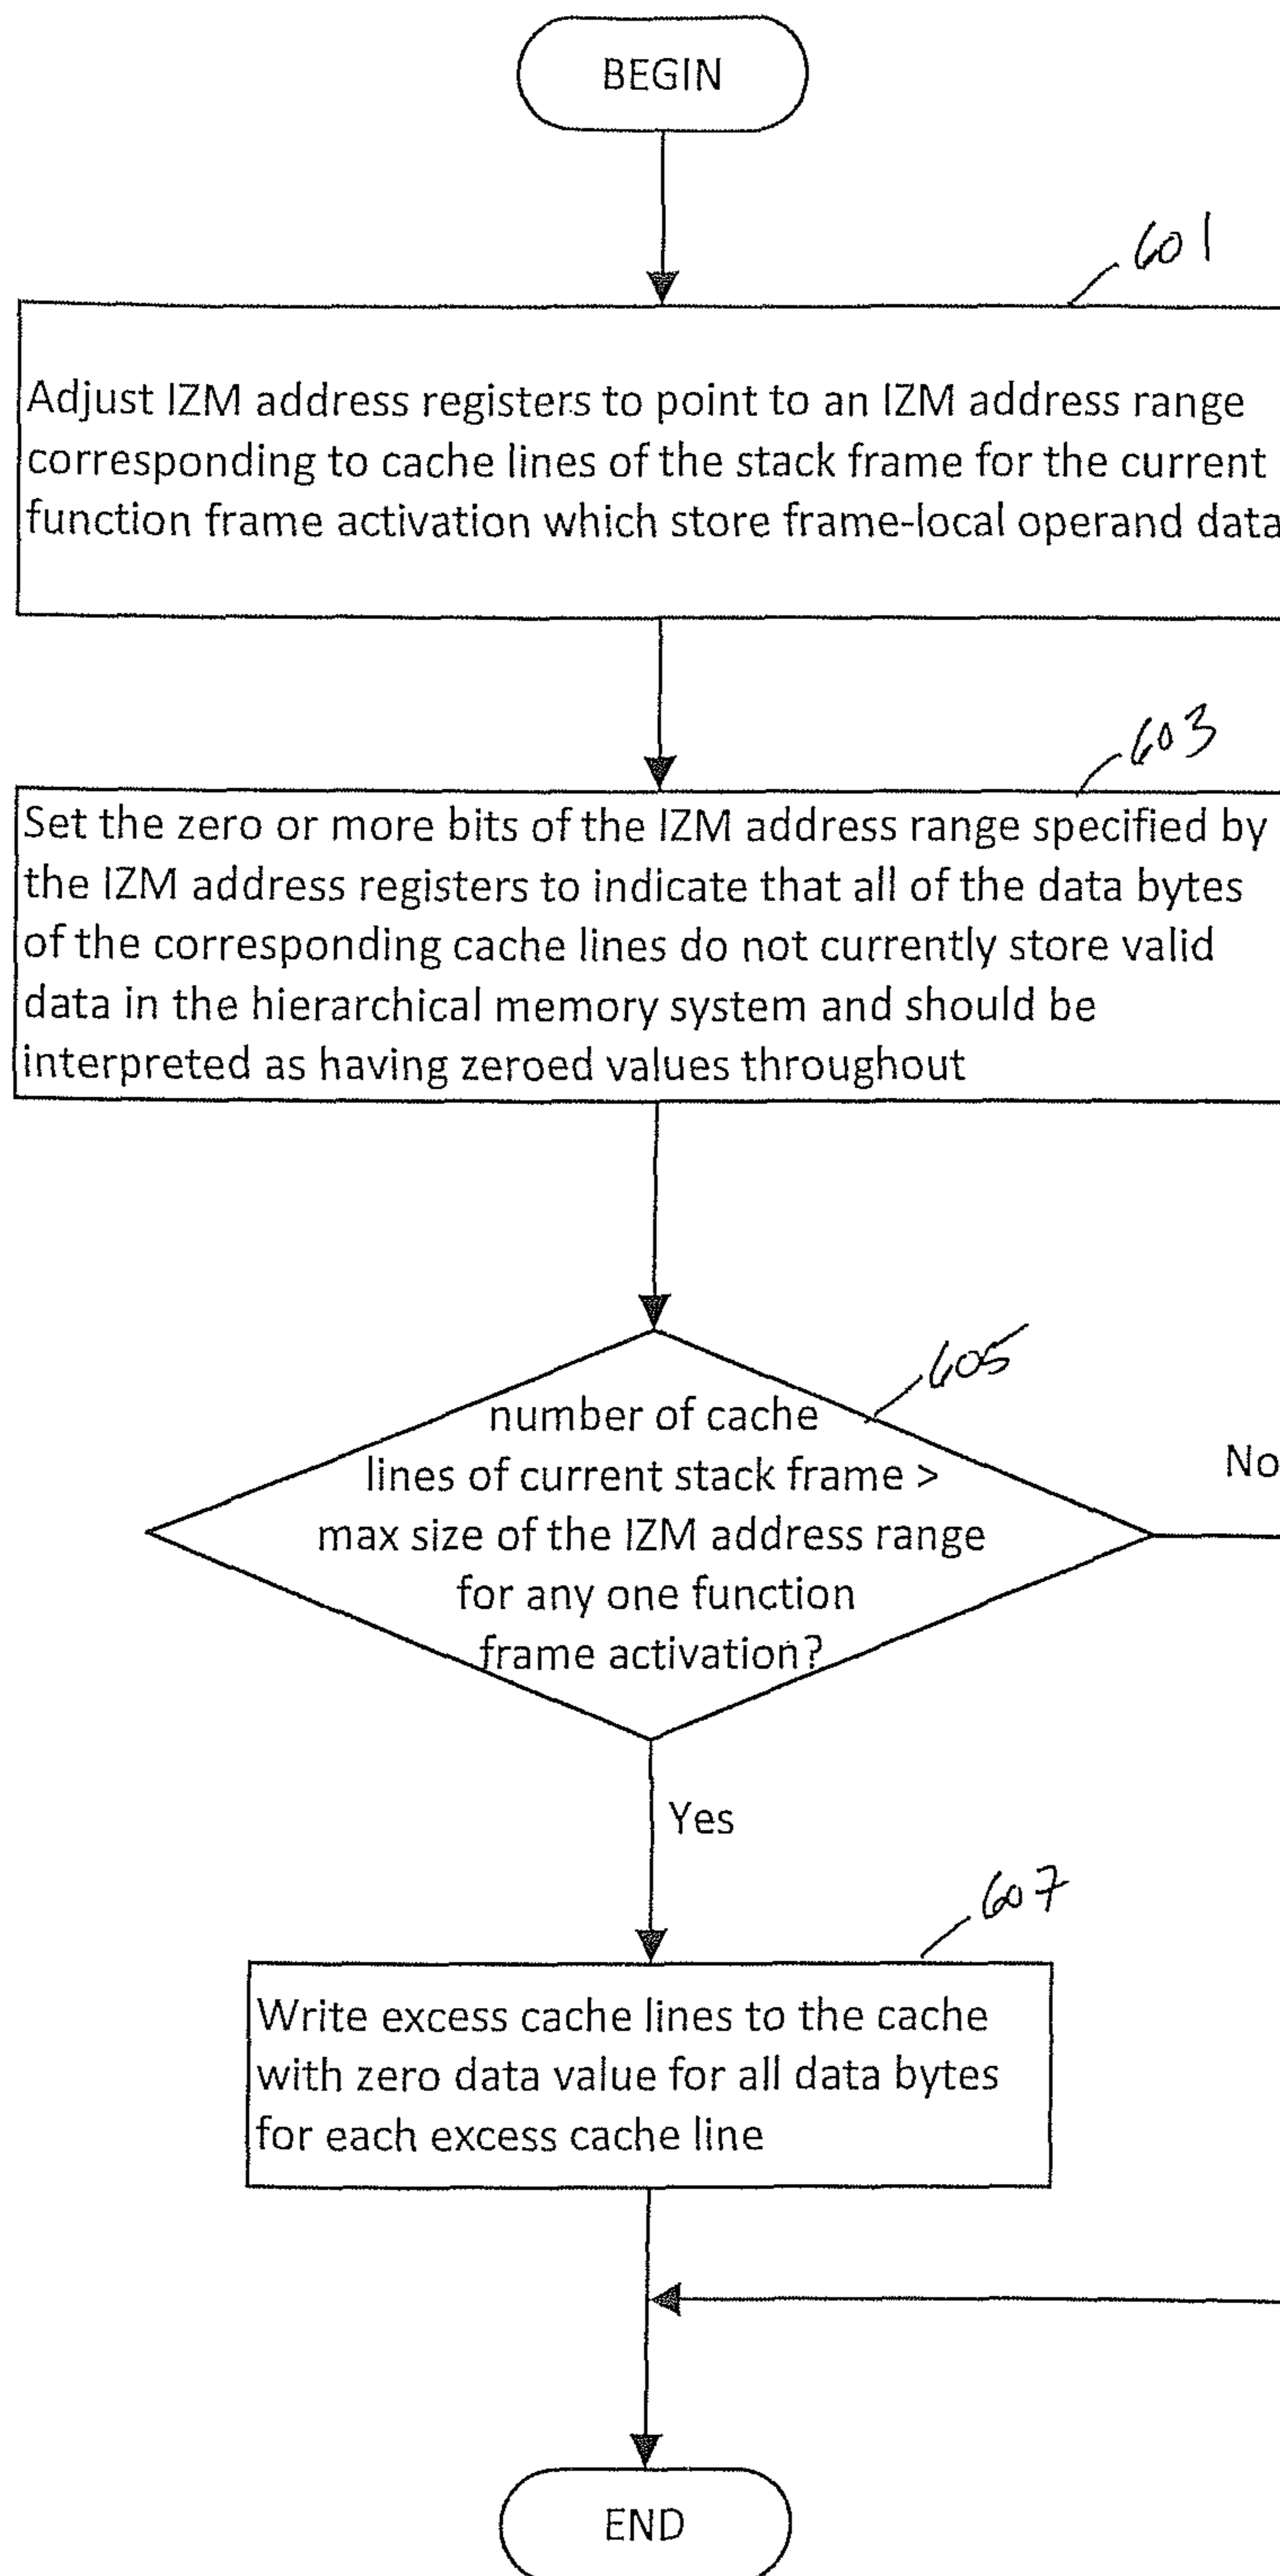 BEGIN
601
Adjust IZM address registers to point to an IZM address range
corresponding to cache lines of the stack frame for the current
function frame activation which store frame-local operand data
603
Set the zero or more bits of the IZM address range specified by
the IZM address registers to indicate that all of the data bytes
of the corresponding cache lines do not currently store valid
data in the hierarchical memory system and should be
interpreted as having zeroed values throughout
605
number of cache
lines of current stack frame >
max size of the IZM address range
for any one function
frame activation?
No
Yes
607
Write excess cache lines to the cache
with zero data value for all data bytes
for each excess cache line
END